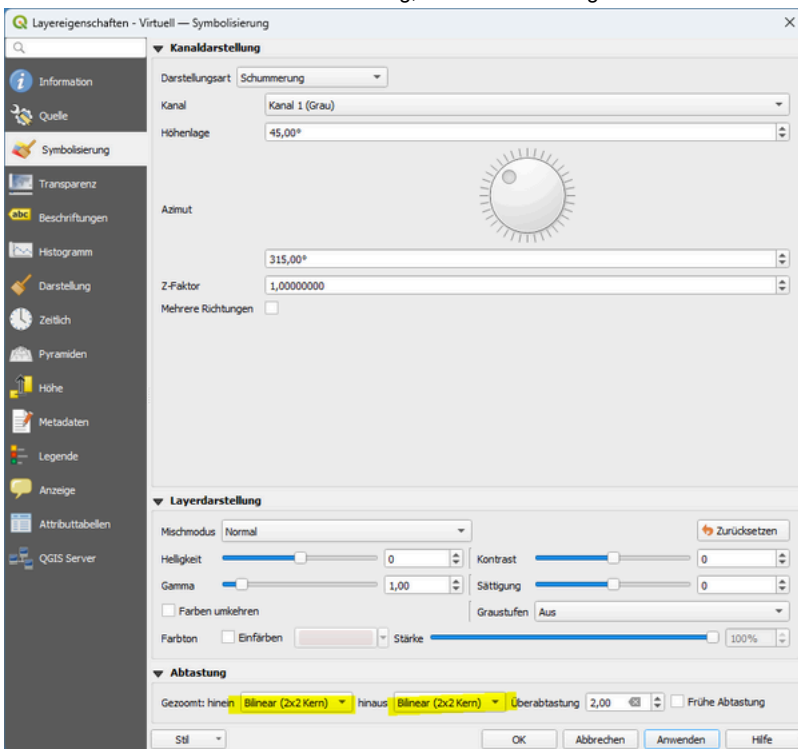 Layereigenschaften - Virtuell — Symbolisierung
Information
Quelle
Symbolisierung
Transparenz
abc Beschriftungen
Histogramm
Darstellung
Zeitlich
Pyramiden
Höhe
Metadaten
Legende
Anzeige
Attributtabellen
QGIS Server
Kanaldarstellung
Darstellungsart Schummerung
Kanal Kanal 1 (Grau)
Höhenlage 45,00°
Azimut
315,00°
Z-Faktor 1,00000000
Mehrere Richtungen
Layerdarstellung
Mischmodus Normal Zurücksetzen
Helligkeit 0 Kontrast 0
Gamma 1,00 Sättigung 0
Farben umkehren Graustufen Aus
Farbton Einfärben Stärke 100%
Abtastung
Gezoomt: hinein Bilinear (2x2 Kern) hinaus Bilinear (2x2 Kern) Überabtastung 2,00 Frühe Abtastung
Stil OK Abbrechen Anwenden Hilfe